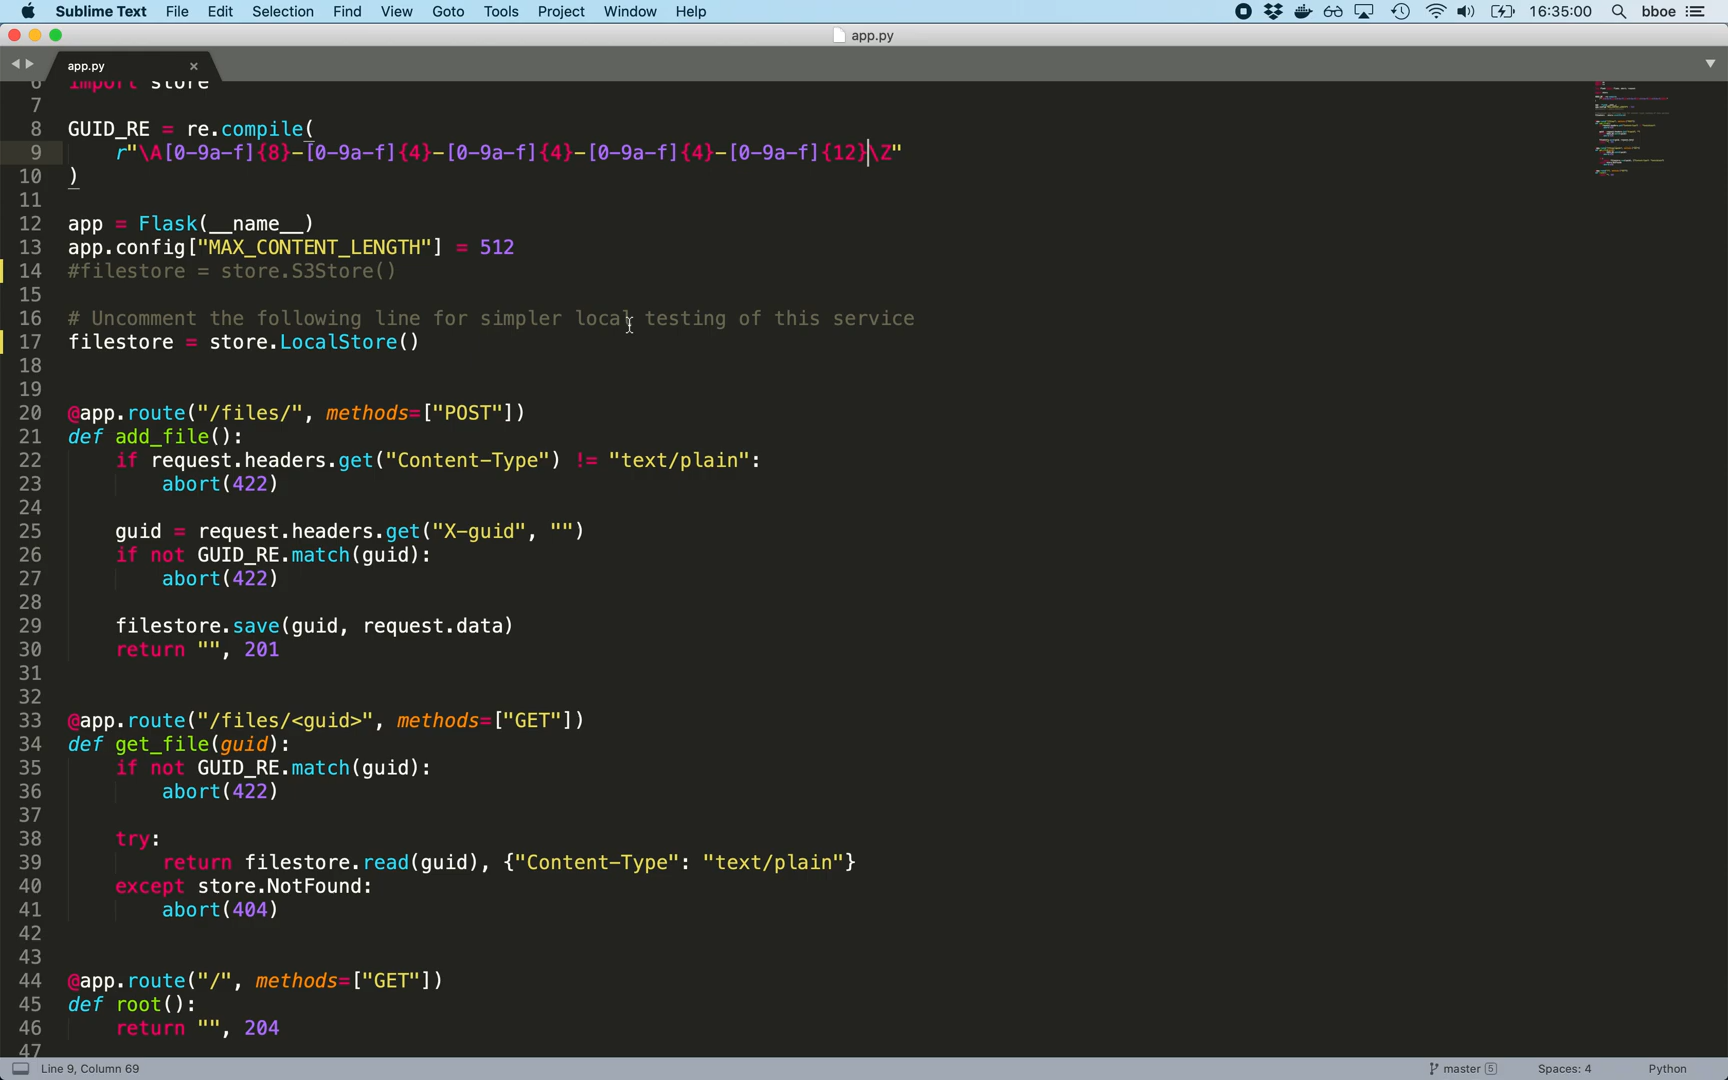 Sublime Text File Edit Selection Find View Goto Tools Project Window Help 16:35:00 bboe
app.py
app.py
6 import store
7
8 GUID_RE = re.compile(
9 r"\A[0-9a-f]{8}-[0-9a-f]{4}-[0-9a-f]{4}-[0-9a-f]{4}-[0-9a-f]{12}\Z"
10 )
11
12 app = Flask(__name__)
13 app.config["MAX_CONTENT_LENGTH"] = 512
14 #filestore = store.S3Store()
15
16 # Uncomment the following line for simpler local testing of this service
17 filestore = store.LocalStore()
18
19
20 @app.route("/files/", methods=["POST"])
21 def add_file():
22 if request.headers.get("Content-Type") != "text/plain":
23 abort(422)
24
25 guid = request.headers.get("X-guid", "")
26 if not GUID_RE.match(guid):
27 abort(422)
28
29 filestore.save(guid, request.data)
30 return "", 201
31
32
33 @app.route("/files/<guid>", methods=["GET"])
34 def get_file(guid):
35 if not GUID_RE.match(guid):
36 abort(422)
37
38 try:
39 return filestore.read(guid), {"Content-Type": "text/plain"}
40 except store.NotFound:
41 abort(404)
42
43
44 @app.route("/", methods=["GET"])
45 def root():
46 return "", 204
47
Line 9, Column 69 master 5 Spaces: 4 Python